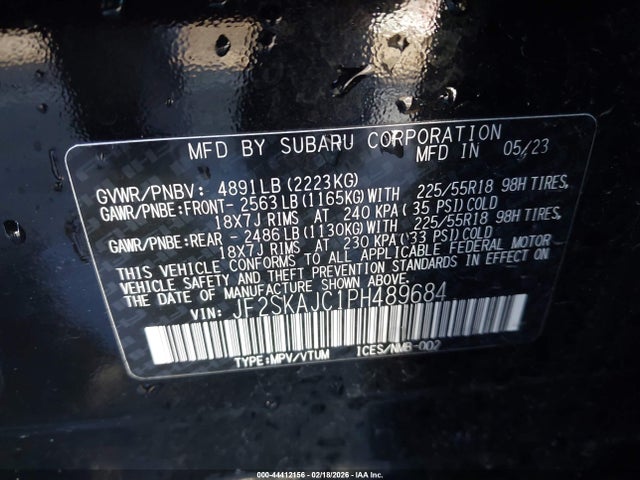 MFD BY SUBARU CORPORATION
MFD IN 05/23
GVWR/PNBV: 4891LB(2223KG)
GAWR/PNBE:FRONT- 2563LB(1165KG)WITH 225/55R18 98H TIRES,
18X7J RIMS AT 240 KPA(35 PSI)COLD
GAWR/PNBE:REAR - 2486LB(1130KG)WITH 225/55R18 98H TIRES,
18X7J RIMS AT 230 KPA(33 PSI)COLD
THIS VEHICLE CONFORMS TO ALL APPLICABLE FEDERAL MOTOR
VEHICLE SAFETY AND THEFT PREVENTION STANDARDS IN EFFECT ON
THE DATE OF MANUFACTURE SHOWN ABOVE.
VIN: JF2SKAJC1PH489684
TYPE:MPV/VTUM ICES/NMB-002
000-44412156 - 02/18/2026 - IAA Inc.